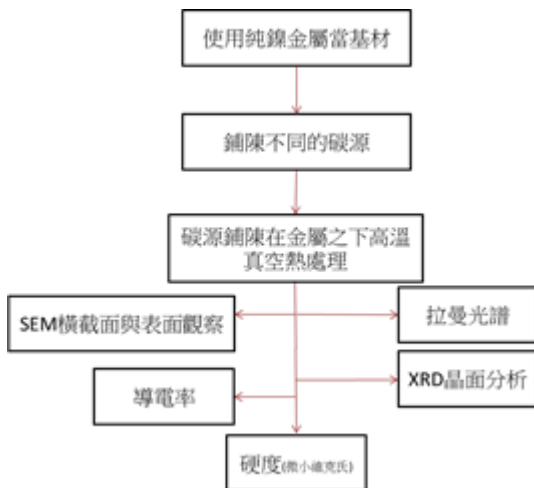 使用純鎳金屬當基材
鋪陳不同的碳源
碳源鋪陳在金屬之下高溫
真空熱處理
SEM橫截面與表面觀察
拉曼光譜
XRD晶面分析
導電率
硬度(微小維克氏)